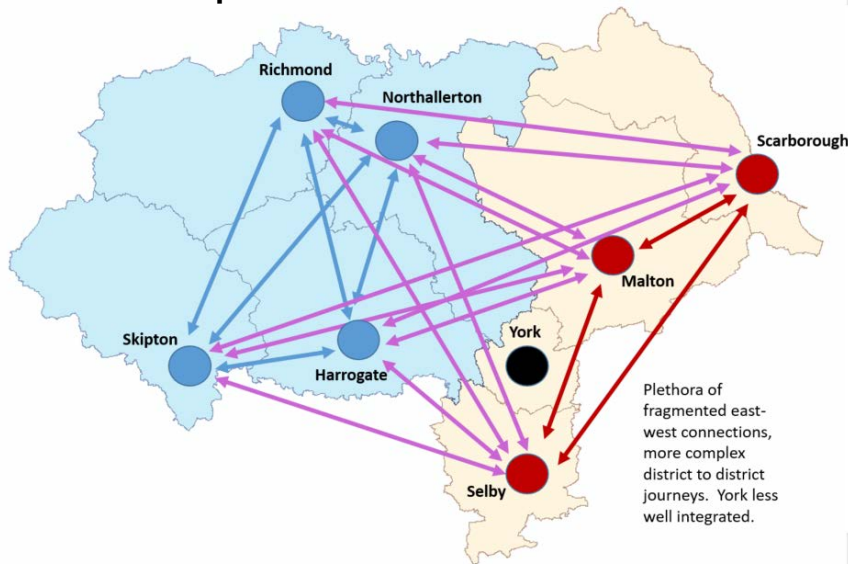 Richmond
Northallerton
Scarborough
Malton
York
Skipton
Harrogate
Plethora of
fragmented east-
west connections,
more complex
district to district
journeys. York less
well integrated.
Selby